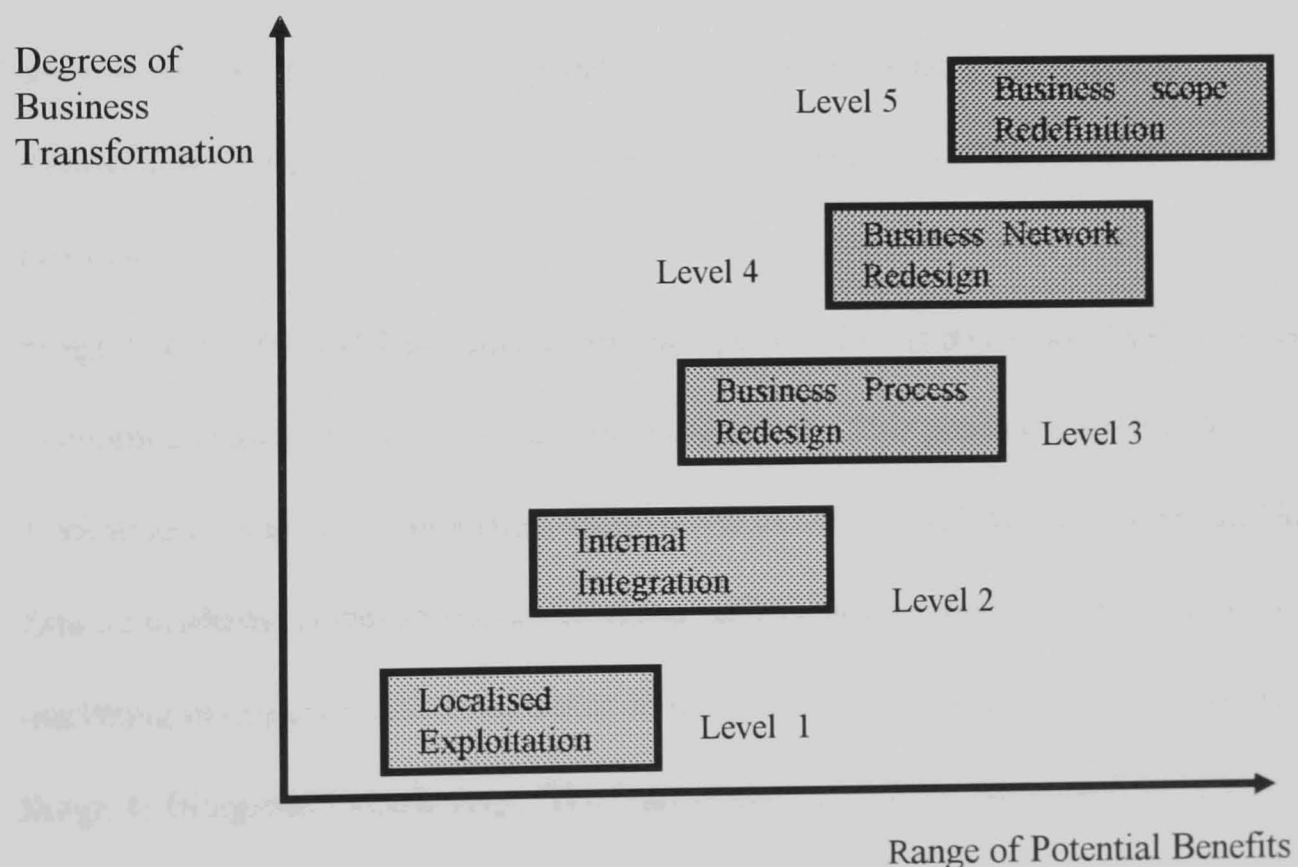 Degrees of
Business
Transformation
Level 5
Business scope
Redefinition
Level 4
Business Network
Redesign
Business Process
Redesign
Level 3
Internal
Integration
Level 2
Localised
Exploitation
Level 1
Range of Potential Benefits